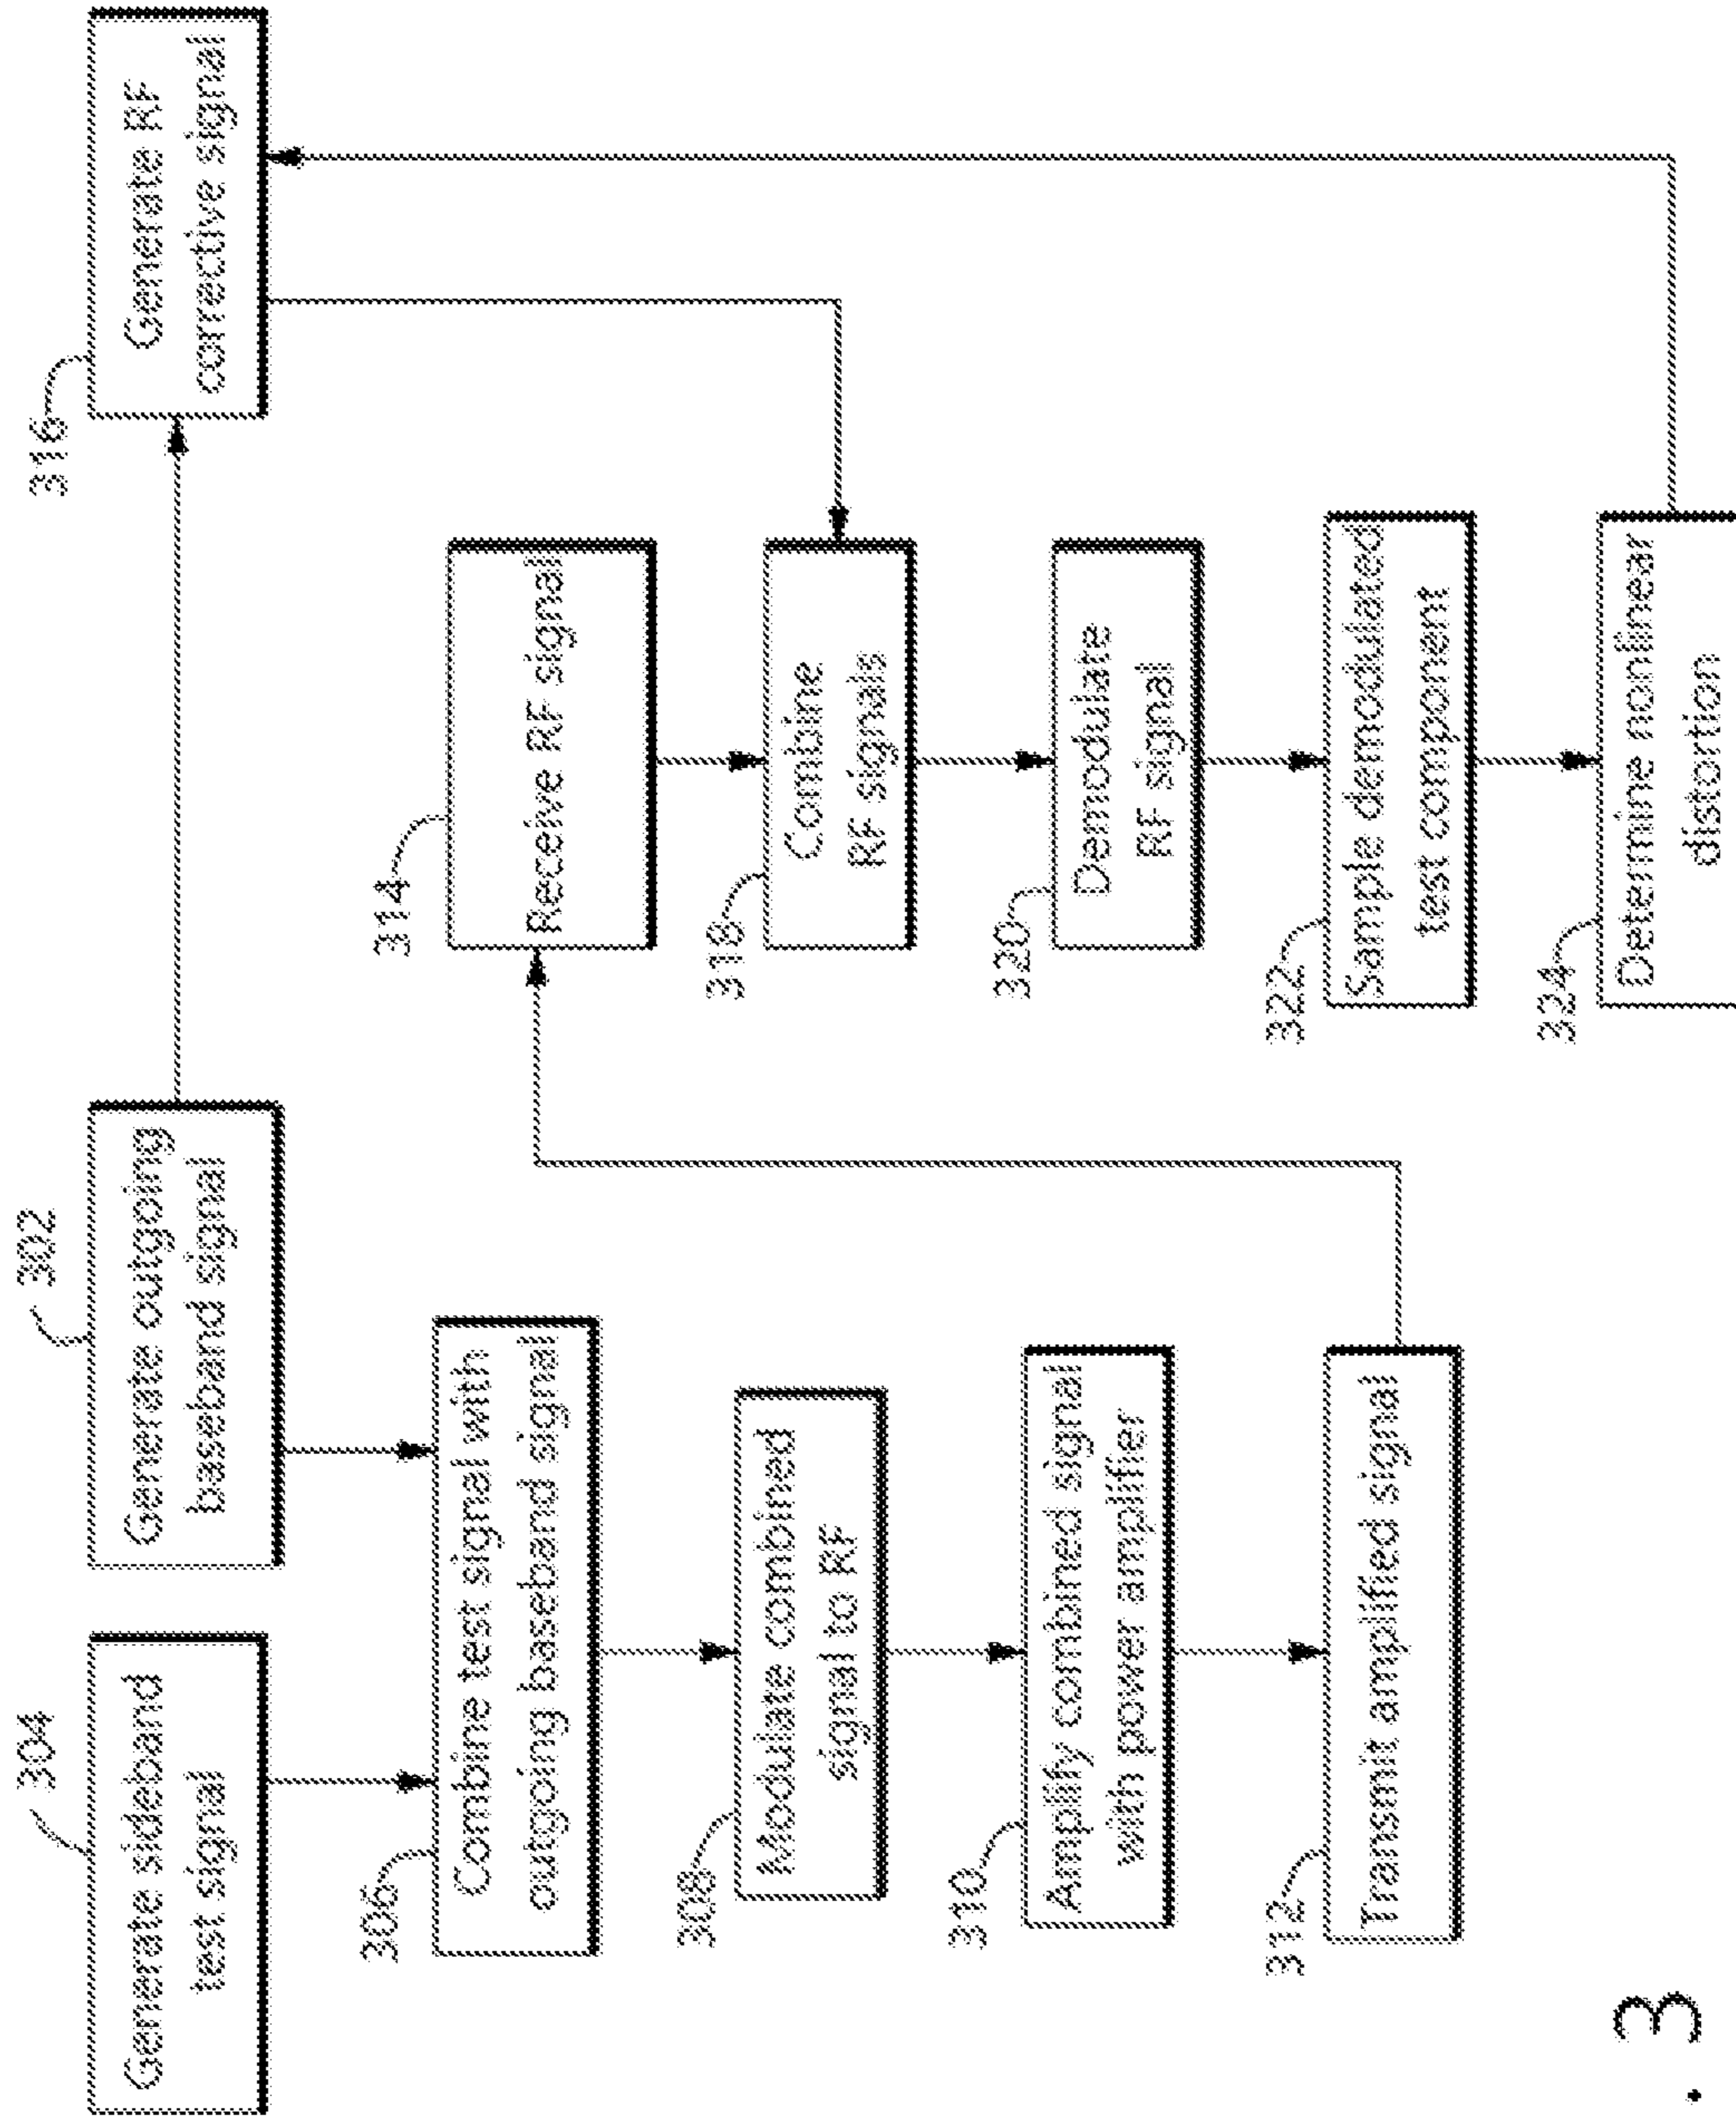 304
Generate sideband
test signal
302
Generate outgoing
baseband signal
316
Generate RF
corrective signal
306
Combine test signal with
outgoing baseband signal
308
Modulate combined
signal to RF
310
Amplify combined signal
with power amplifier
312
Transmit amplified signal
314
Receive RF signal
318
Combine
RF signals
320
Demodulate
RF signal
322
Sample demodulated
test component
324
Determine nonlinear
distortion
. 3